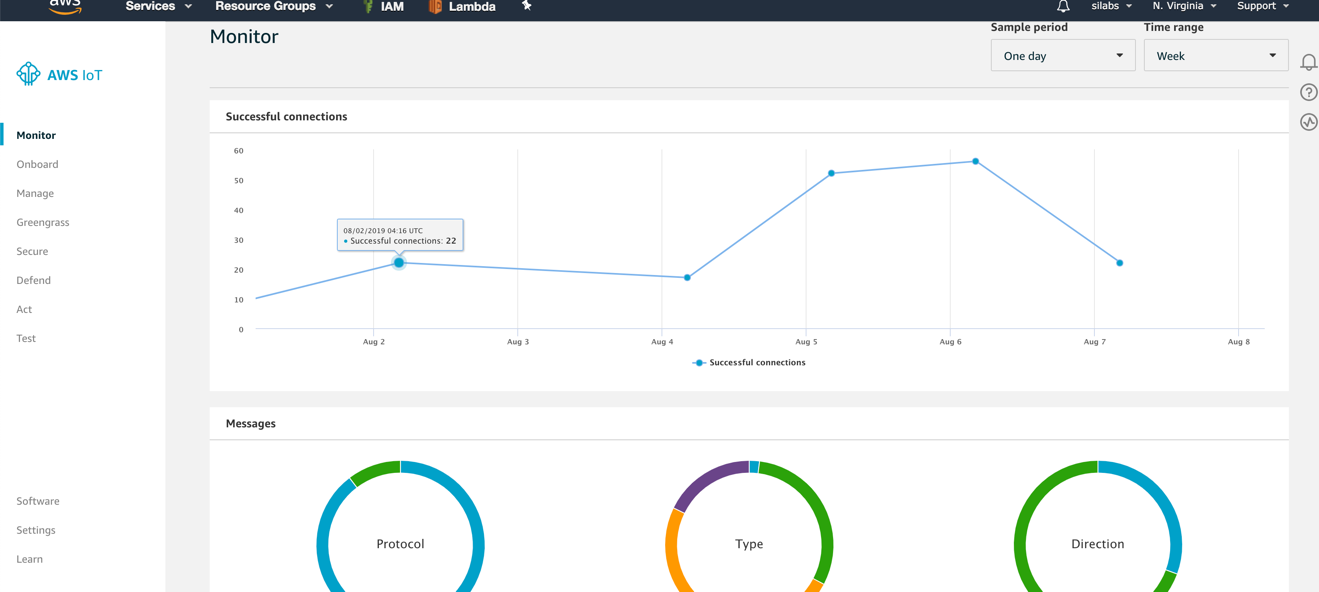 aws Services Resource Groups IAM Lambda silabs N. Virginia Support
AWS IoT
Monitor
Onboard
Manage
Greengrass
Secure
Defend
Act
Test
Software
Settings
Learn
Monitor
Sample period Time range
One day Week
Successful connections
60
50
40
30
20
10
0
08/02/2019 04:16 UTC
Successful connections: 22
Aug 2 Aug 3 Aug 4 Aug 5 Aug 6 Aug 7 Aug 8
Successful connections
Messages
Protocol Type Direction